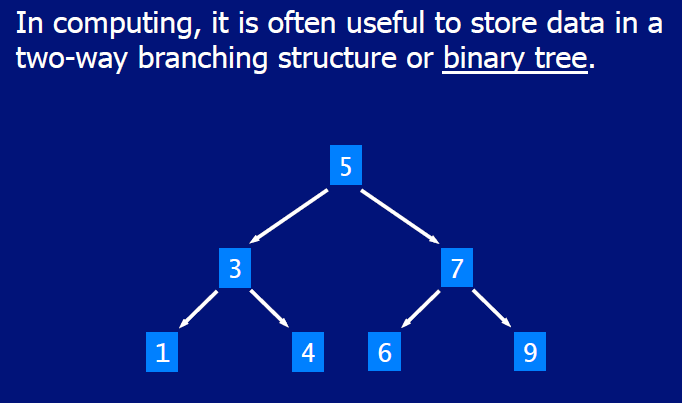 In computing, it is often useful to store data in a
two-way branching structure or binary tree.
5
3 7
1 4 6 9